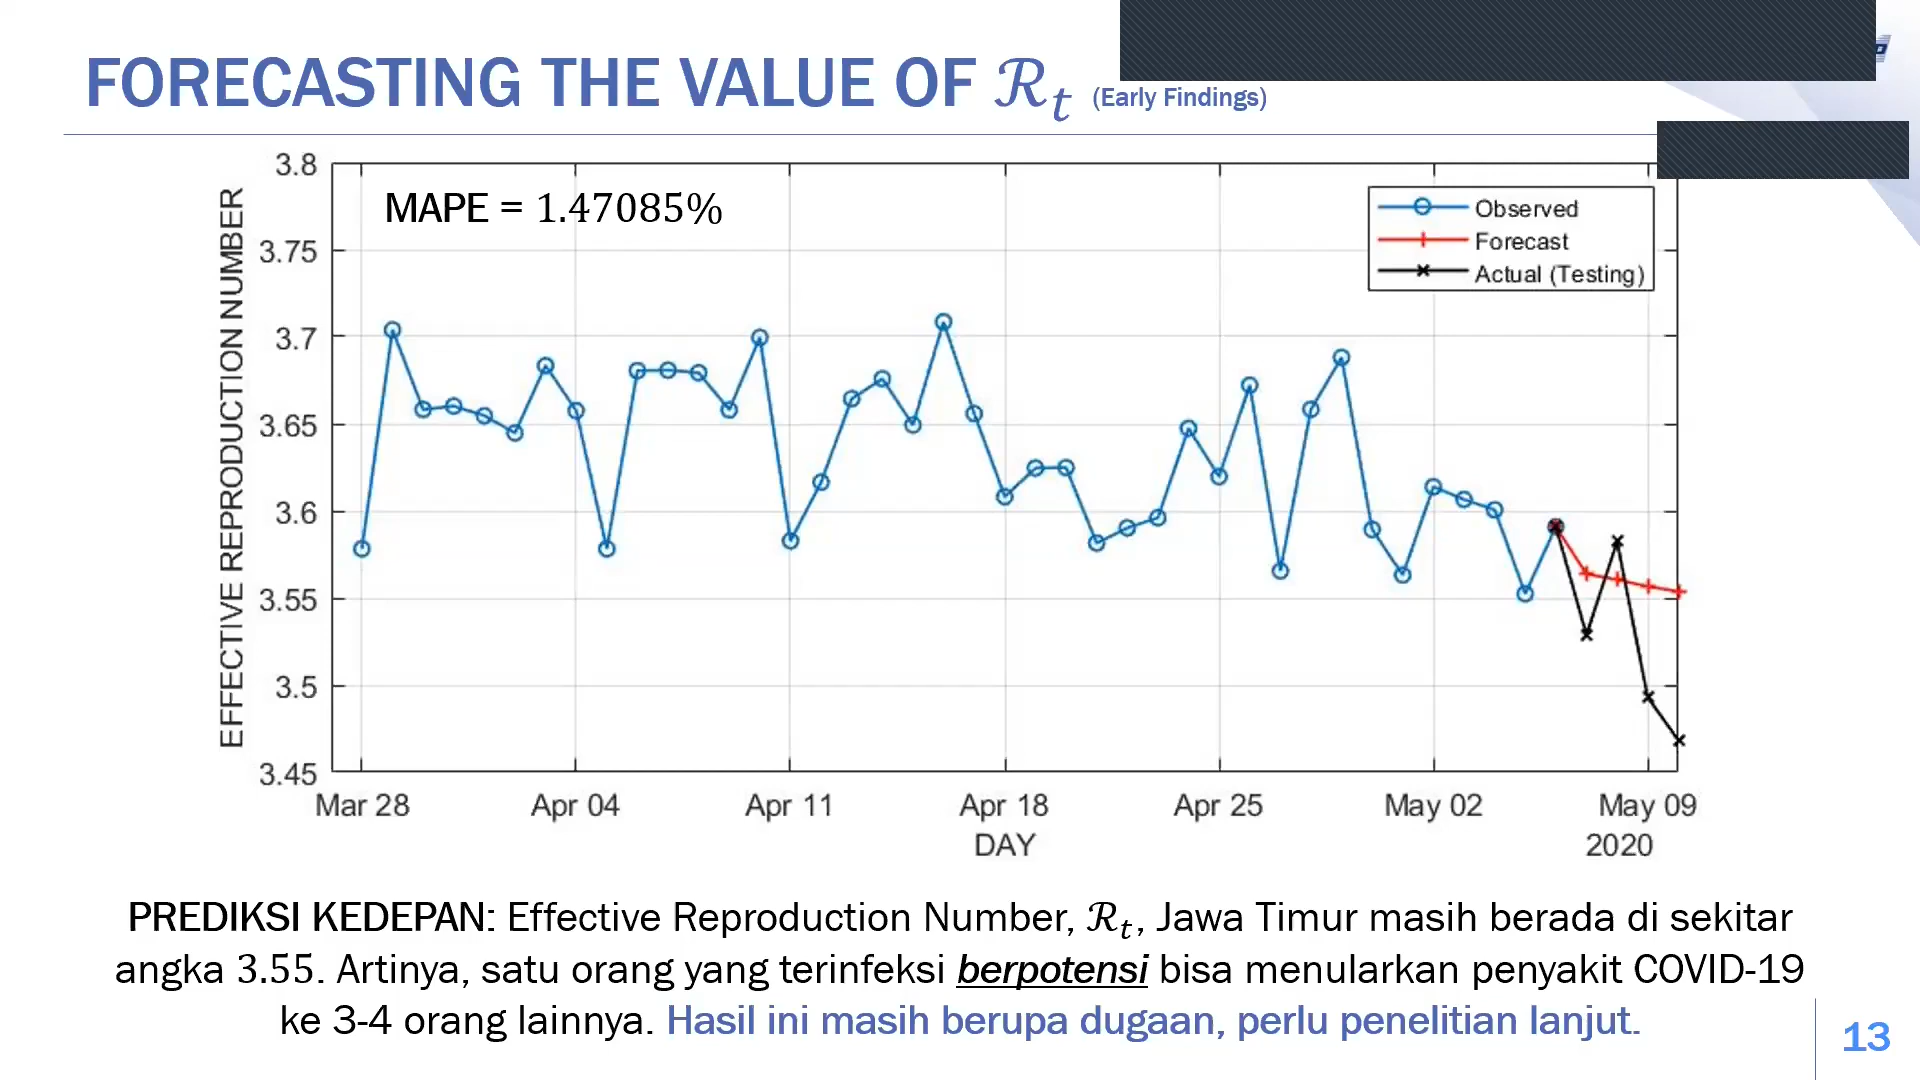 FORECASTING THE VALUE OF ℛₜ (Early Findings)
MAPE = 1.47085%
Observed
Forecast
Actual (Testing)
EFFECTIVE REPRODUCTION NUMBER
3.8
3.75
3.7
3.65
3.6
3.55
3.5
3.45
Mar 28 Apr 04 Apr 11 Apr 18 Apr 25 May 02 May 09
DAY 2020
PREDIKSI KEDEPAN: Effective Reproduction Number, ℛₜ, Jawa Timur masih berada di sekitar
angka 3.55. Artinya, satu orang yang terinfeksi berpotensi bisa menularkan penyakit COVID-19
ke 3-4 orang lainnya. Hasil ini masih berupa dugaan, perlu penelitian lanjut.
13